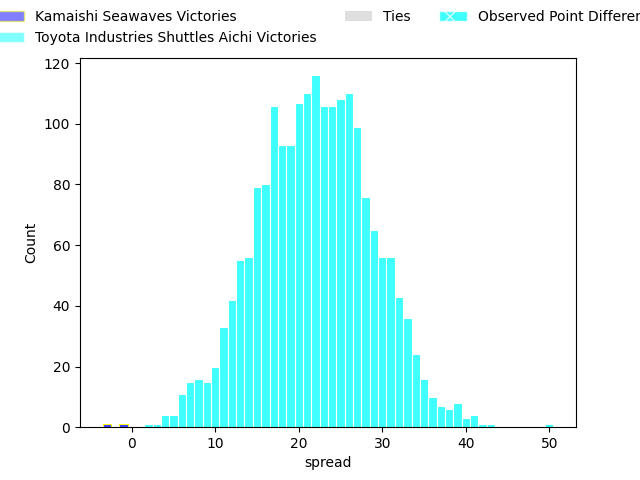 Kamaishi Seawaves Victories
Toyota Industries Shuttles Aichi Victories
Ties
Observed Point Differen
120
100
80
60
40
20
0
Count
0 10 20 30 40 50
spread